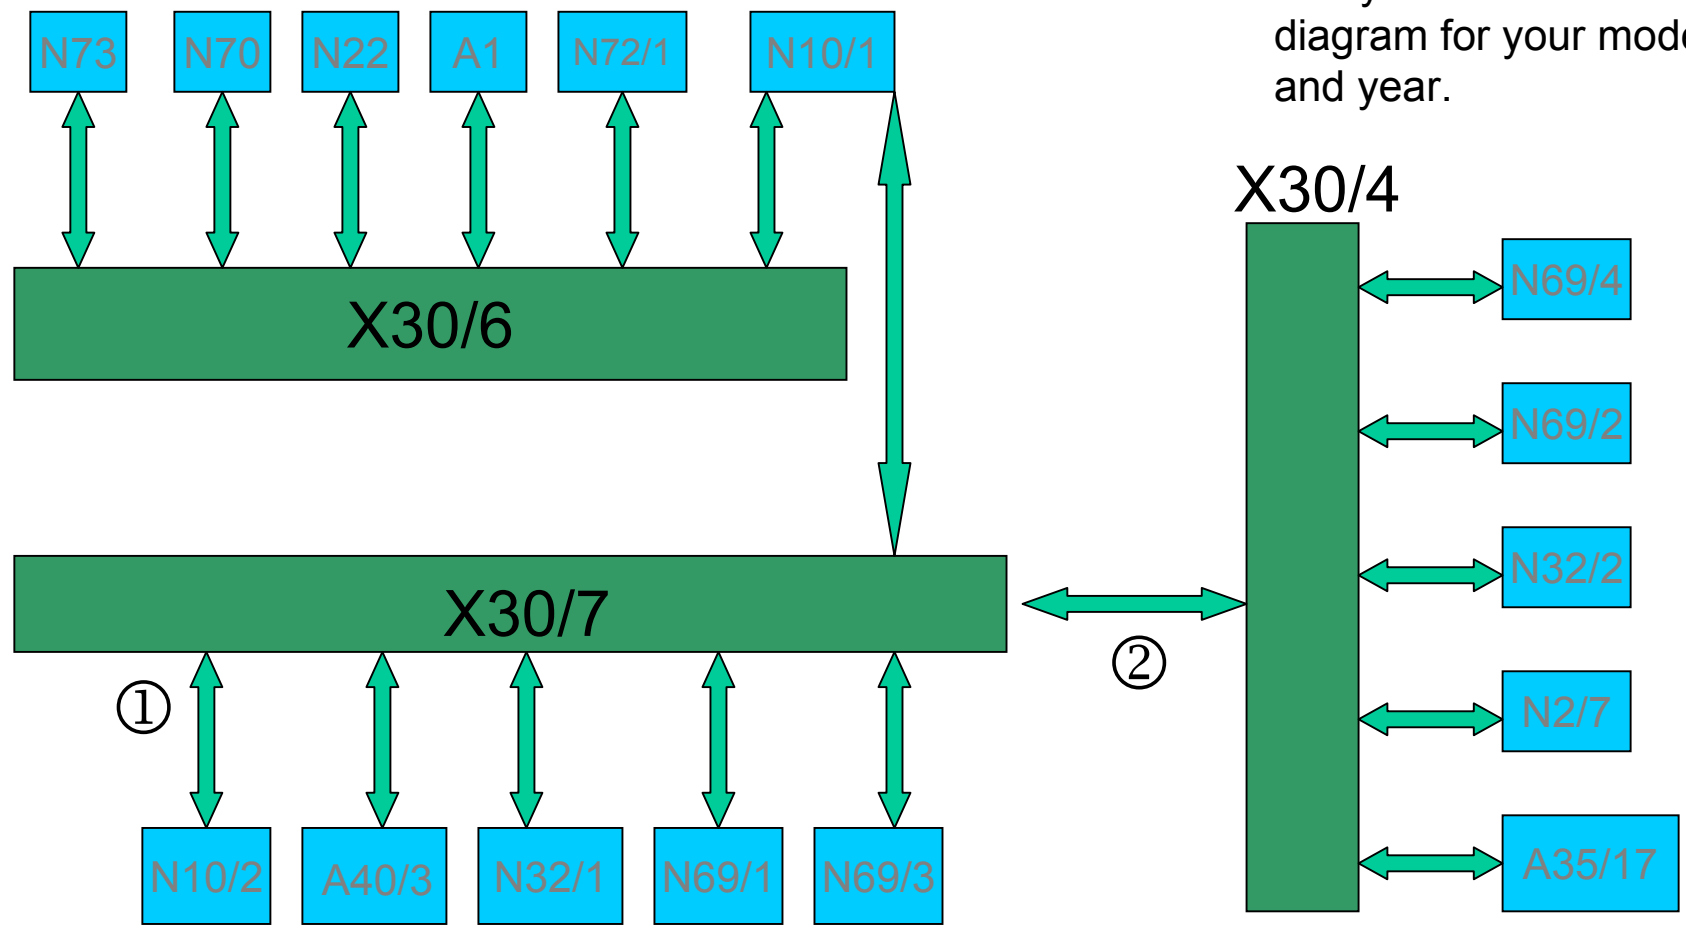 diagram for your mode
and year.
N73 N70 N22 A1 N72/1 N10/1
X30/4
X30/6
N69/4
N69/2
N32/2
X30/7
②
①
N2/7
N10/2 A40/3 N32/1 N69/1 N69/3
A35/17